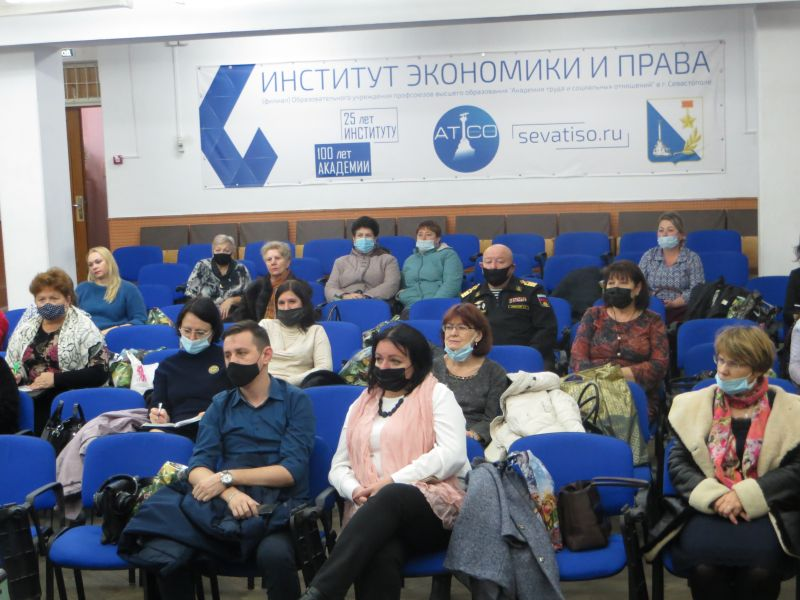 ИНСТИТУТ ЭКОНОМИКИ И ПРАВА
(филиал) Образовательного учреждения профсоюзов высшего образования "Академия труда и социальных отношений" в г. Севастополе
25 лет
ИНСТИТУТУ
100 лет
АКАДЕМИИ
АТИСО
sevatiso.ru